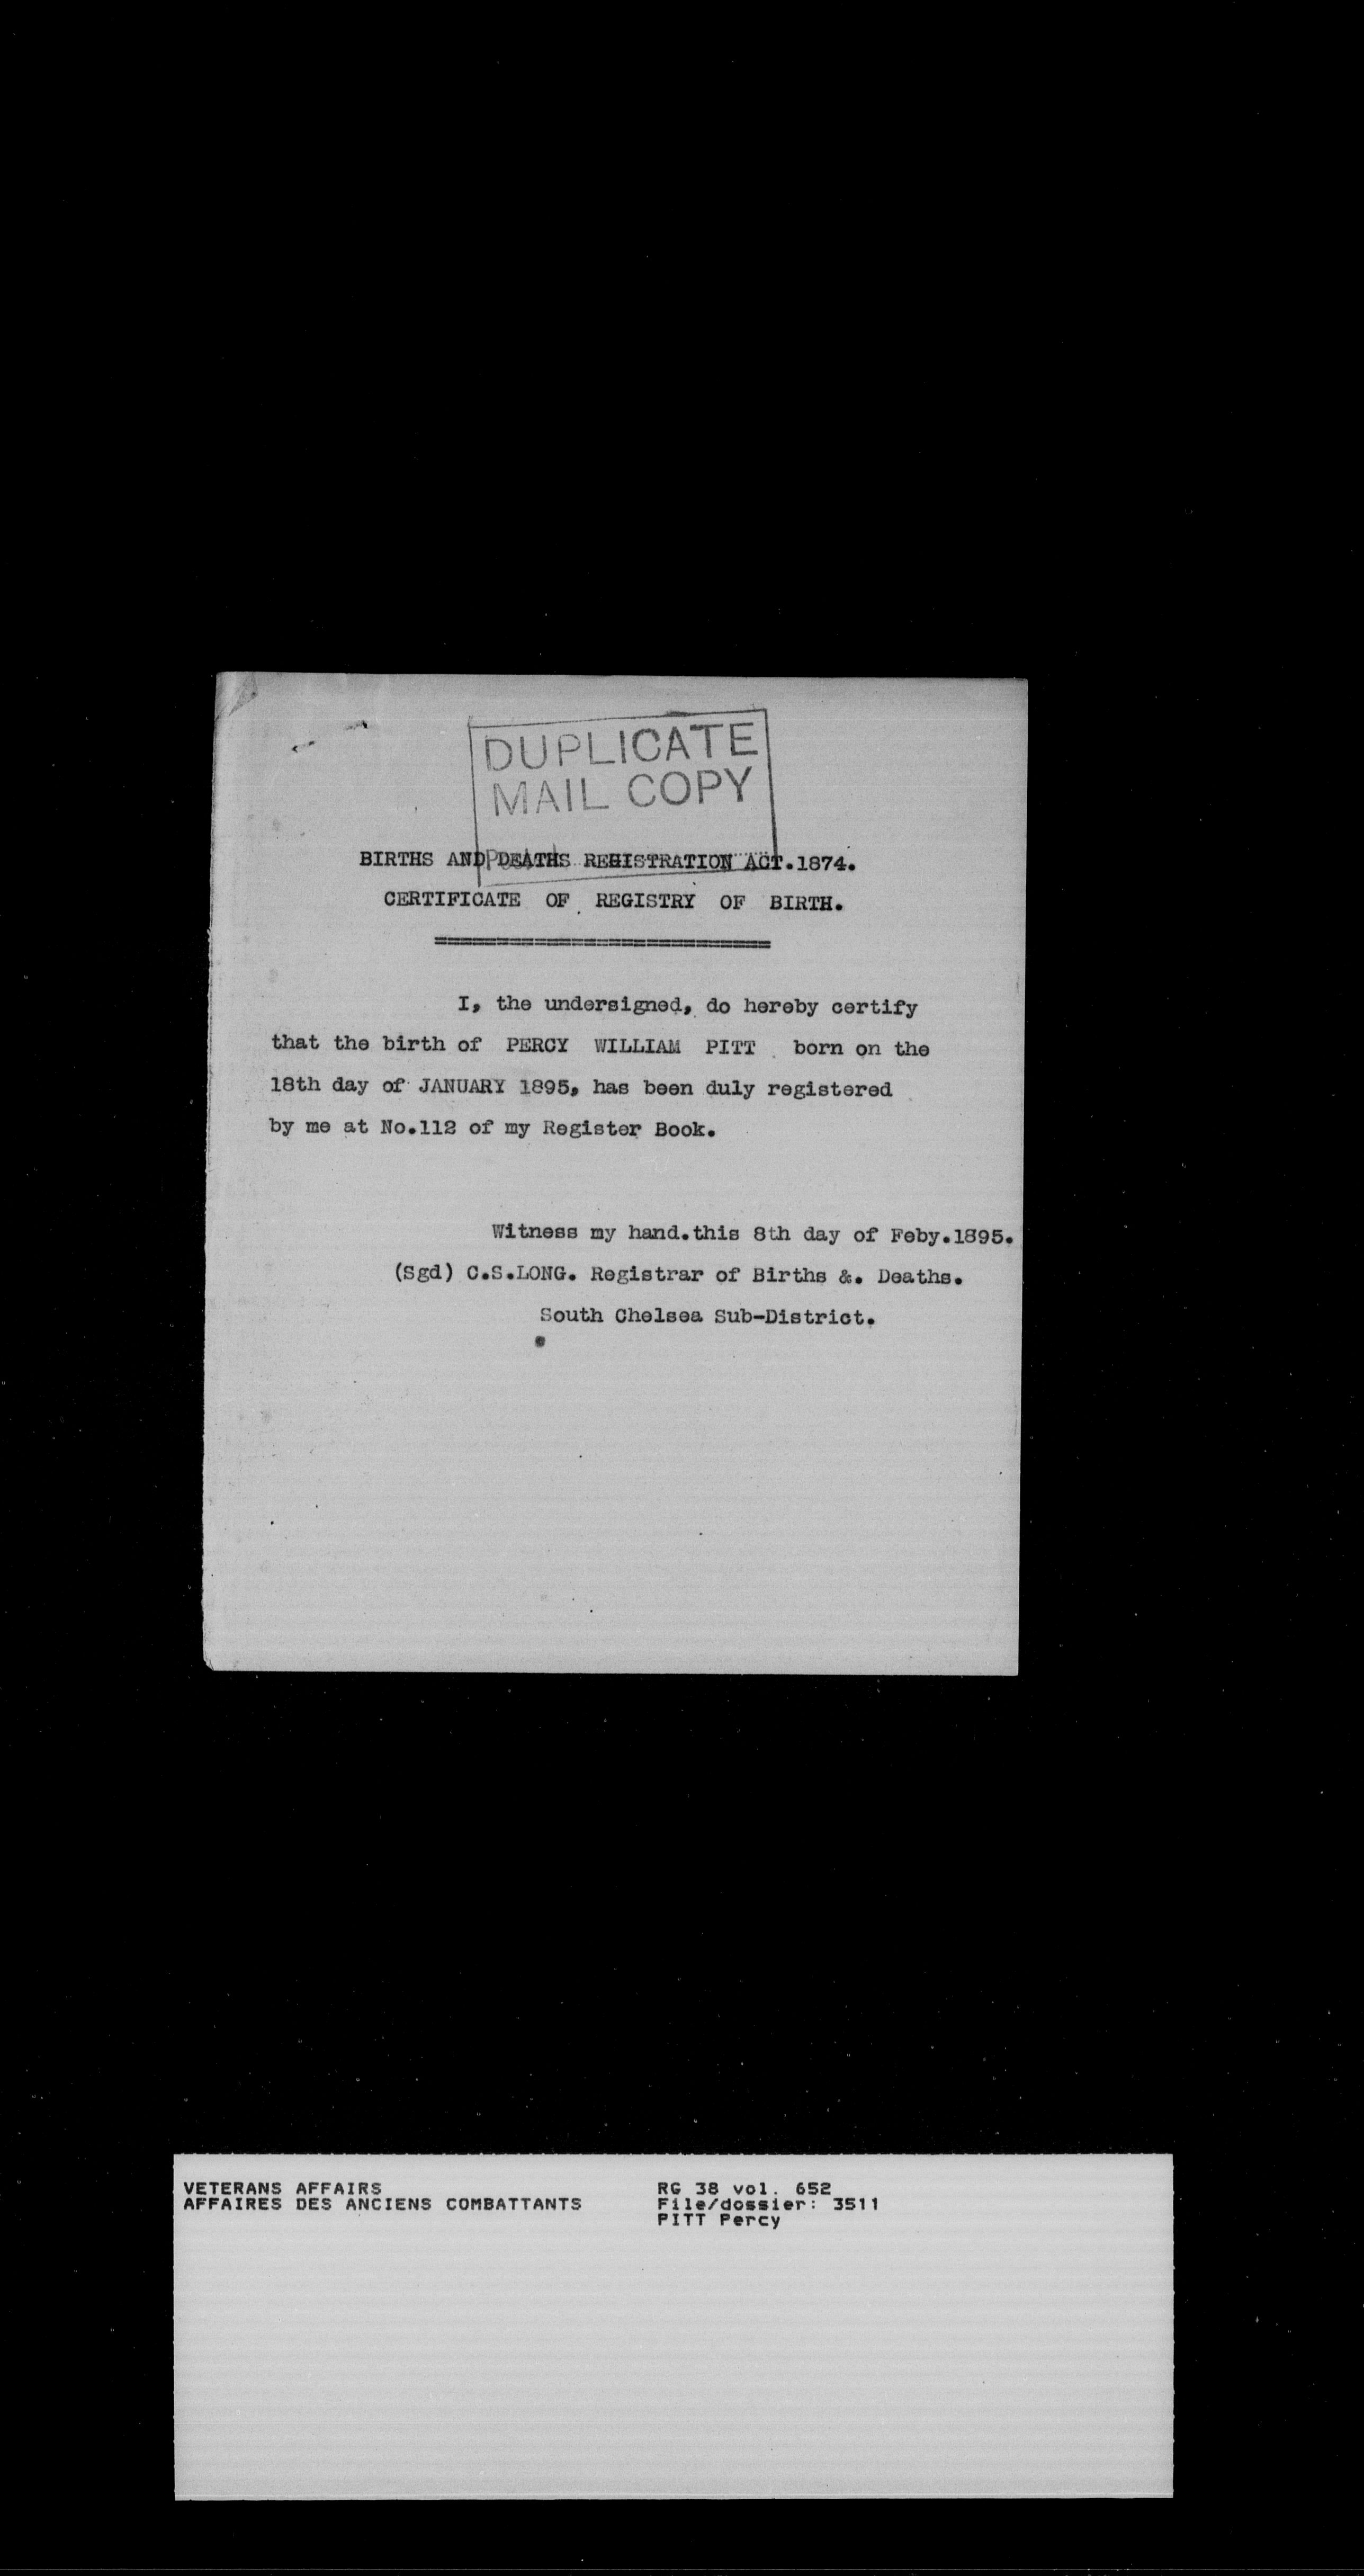 DUPLICATE
MAIL COPY
BIRTHS AND DEATHS REGISTRATION ACT.1874.
CERTIFICATE OF REGISTRY OF BIRTH.
I, the undersigned, do hereby certify
that the birth of PERCY WILLIAM PITT born on the
18th day of JANUARY 1895, has been duly registered
by me at No.112 of my Register Book.
Witness my hand.this 8th day of Feby.1895.
(Sgd) C.S.LONG. Registrar of Births &. Deaths.
South Chelsea Sub-District.
VETERANS AFFAIRS
AFFAIRES DES ANCIENS COMBATTANTS
RG 38 vol. 652
File/dossier: 3511
PITT Percy